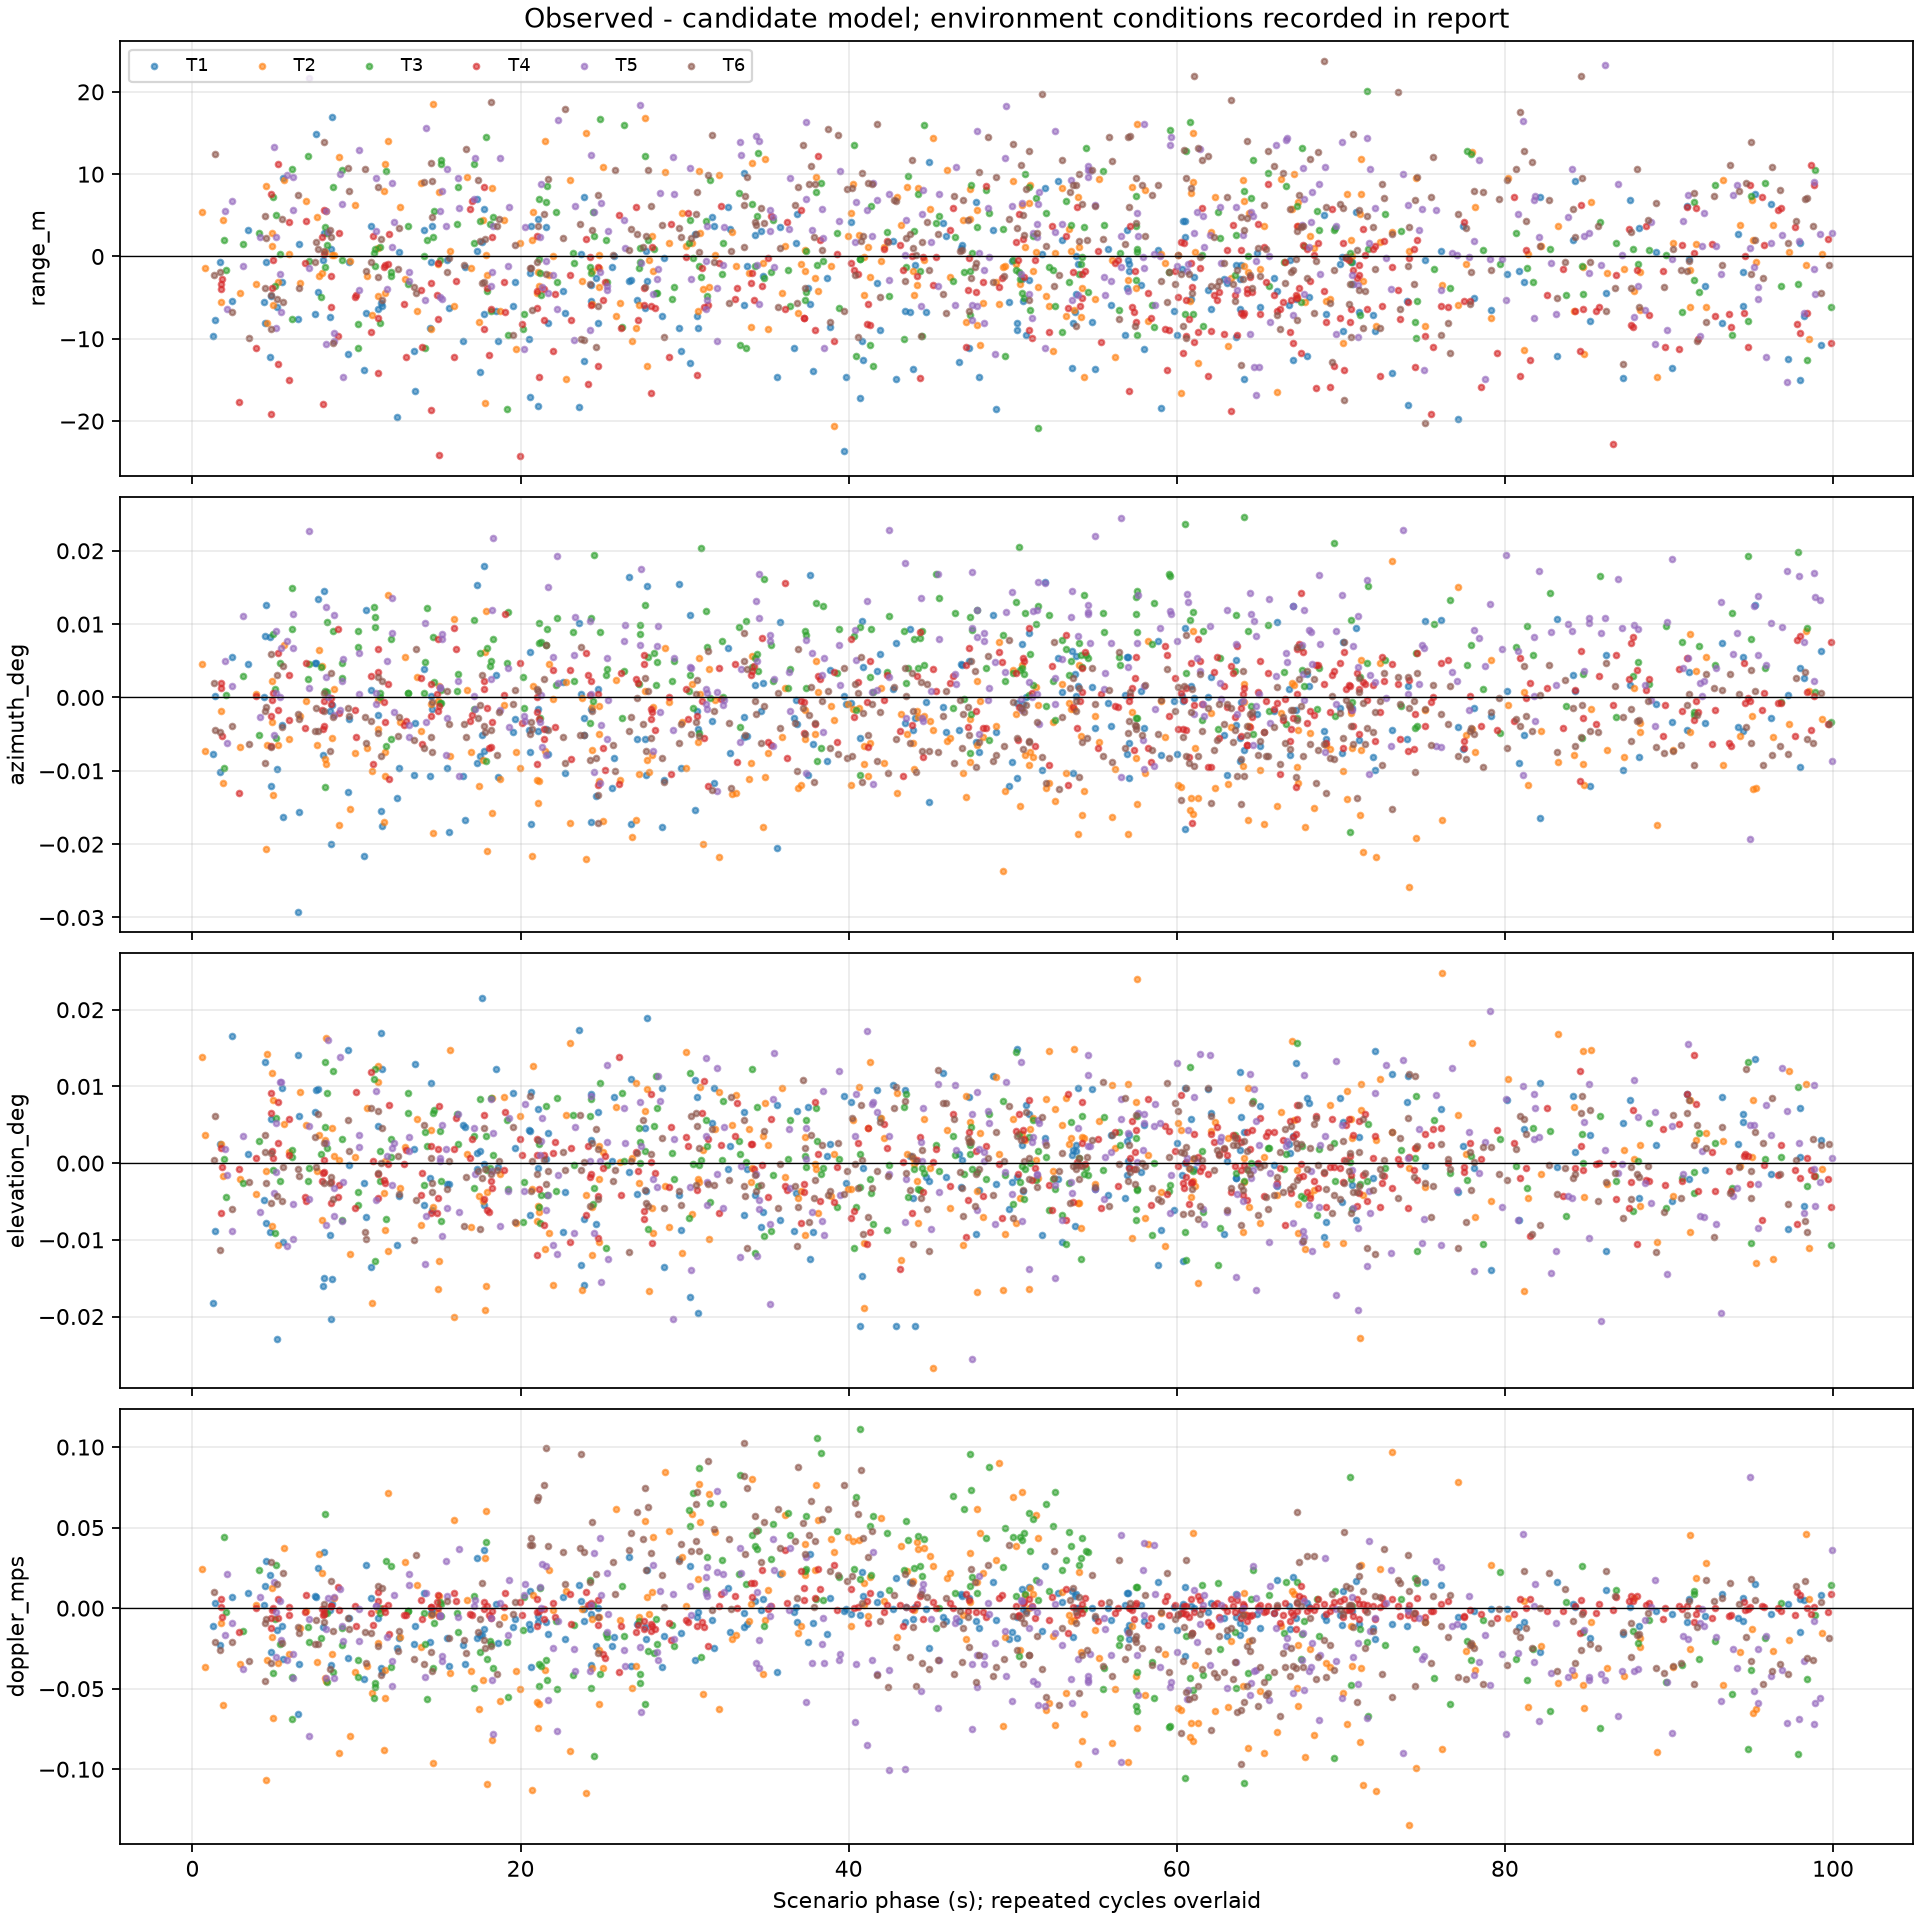 Observed - candidate model; environment conditions recorded in report
T1 T2 T3 T4 T5 T6
20
10
0
−10
−20
range_m
0.02
0.01
0.00
−0.01
−0.02
−0.03
azimuth_deg
0.02
0.01
0.00
−0.01
−0.02
elevation_deg
0.10
0.05
0.00
−0.05
−0.10
doppler_mps
0 20 40 60 80 100
Scenario phase (s); repeated cycles overlaid